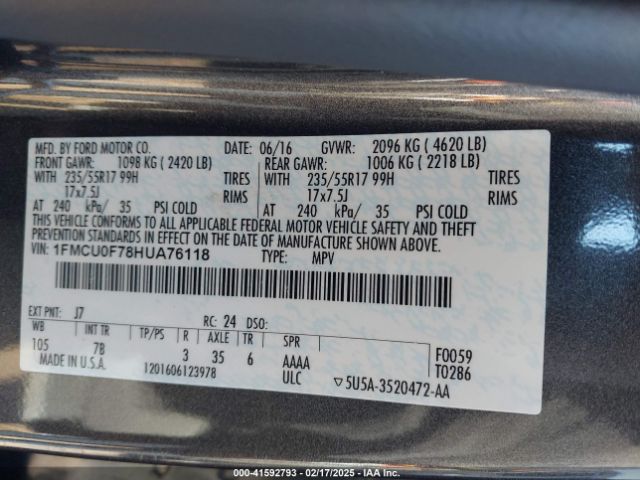 MFD. BY FORD MOTOR CO. DATE: 06/16 GVWR: 2096 KG ( 4620 LB)
FRONT GAWR: 1098 KG ( 2420 LB) REAR GAWR: 1006 KG ( 2218 LB)
WITH 235/55R17 99H TIRES WITH 235/55R17 99H TIRES
17x7.5J RIMS 17x7.5J RIMS
AT 240 kPa/ 35 PSI COLD AT 240 kPa/ 35 PSI COLD
THIS VEHICLE CONFORMS TO ALL APPLICABLE FEDERAL MOTOR VEHICLE SAFETY AND THEFT
PREVENTION STANDARDS IN EFFECT ON THE DATE OF MANUFACTURE SHOWN ABOVE.
VIN: 1FMCU0F78HUA76118 TYPE: MPV
EXT PNT: J7 RC: 24 DSO:
WB INT TR TP/PS R AXLE TR SPR
105 7B 3 35 6 AAAA F0059
MADE IN U.S.A. 1201606123978 ULC T0286
▽5U5A-3520472-AA
000-41592793 - 02/17/2025 - IAA Inc.